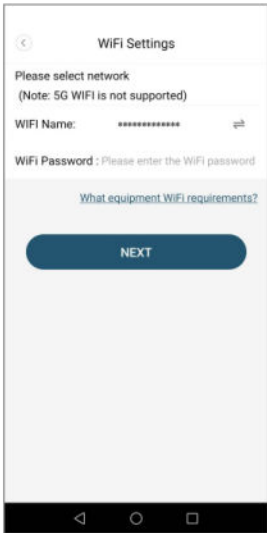 WiFi Settings
Please select network
(Note: 5G WIFI is not supported)
WIFI Name: *************
WiFi Password : Please enter the WiFi password
What equipment WiFi requirements?
NEXT